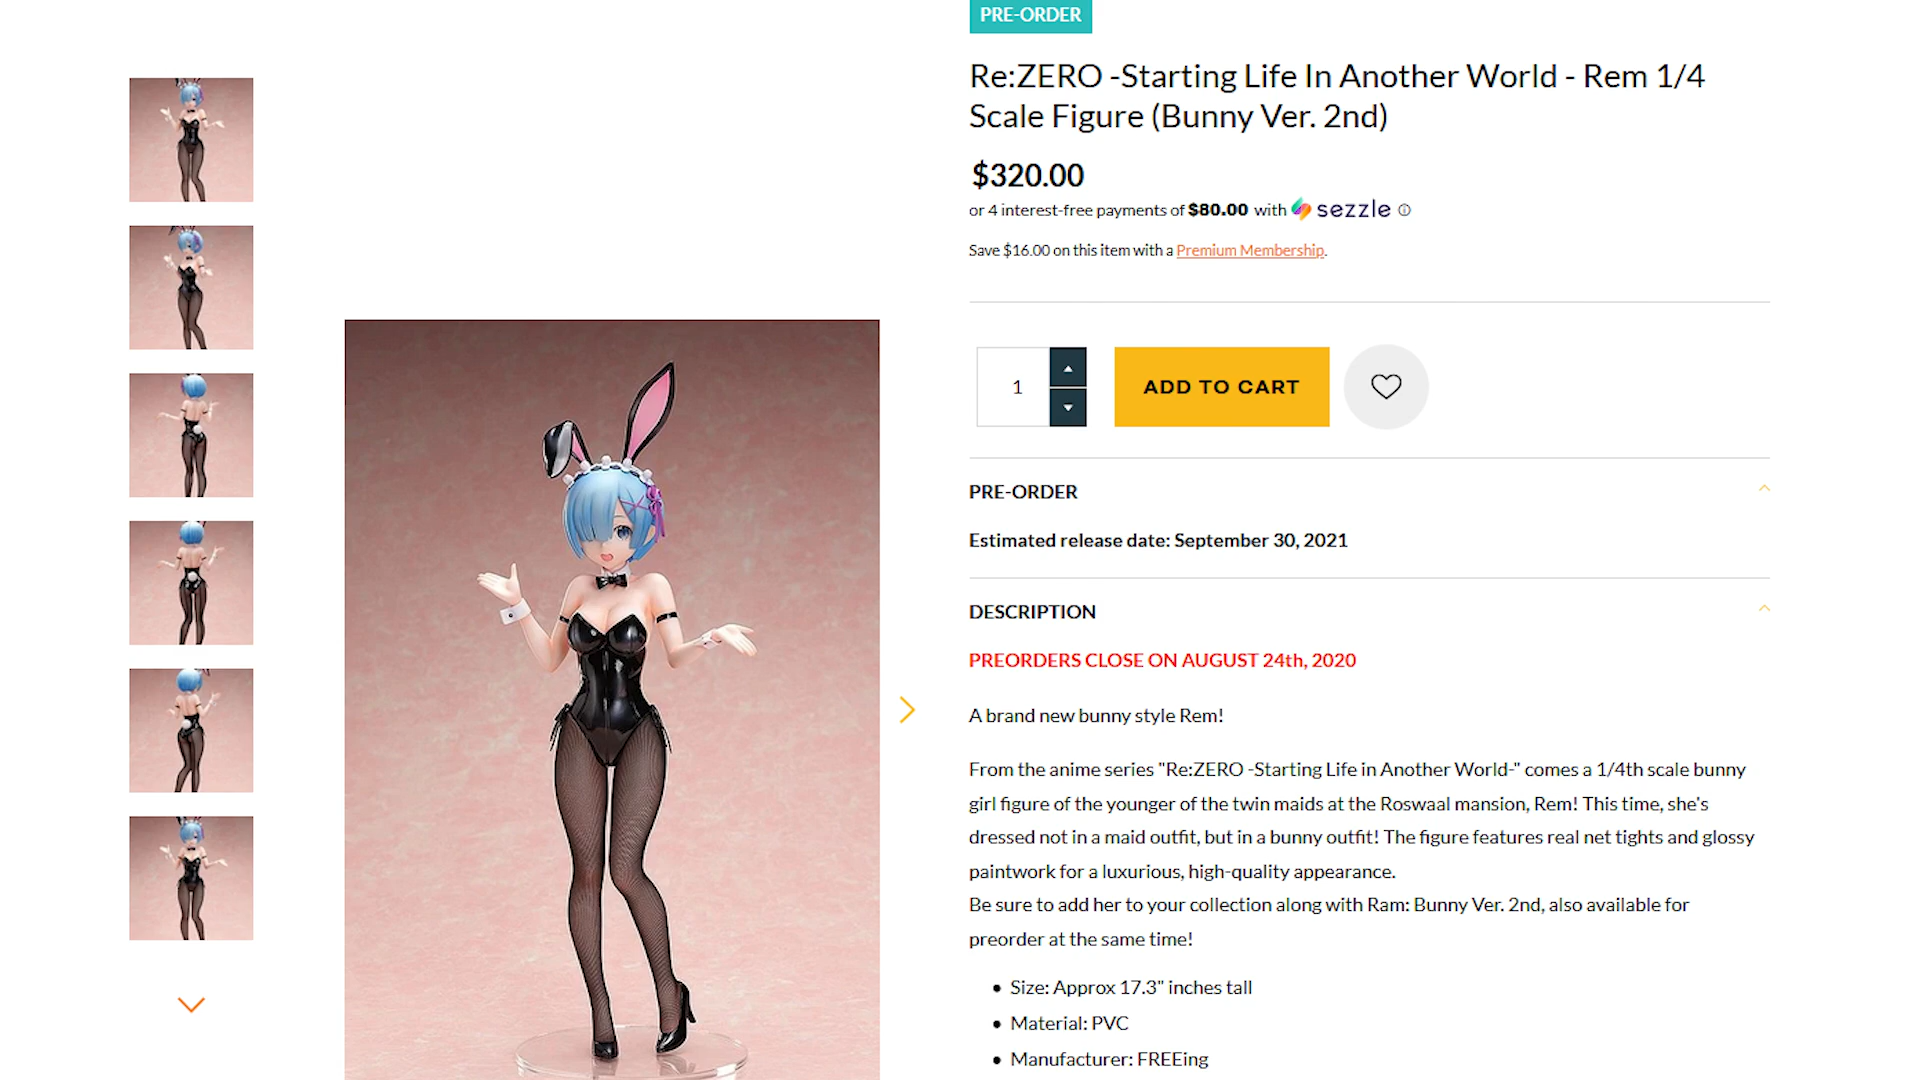 PRE-ORDER
Re:ZERO -Starting Life In Another World - Rem 1/4
Scale Figure (Bunny Ver. 2nd)
$320.00
or 4 interest-free payments of $80.00 with sezzle
Save $16.00 on this item with a Premium Membership.
1
ADD TO CART
PRE-ORDER
Estimated release date: September 30, 2021
DESCRIPTION
PREORDERS CLOSE ON AUGUST 24th, 2020
A brand new bunny style Rem!
From the anime series "Re:ZERO -Starting Life in Another World-" comes a 1/4th scale bunny
girl figure of the younger of the twin maids at the Roswaal mansion, Rem! This time, she's
dressed not in a maid outfit, but in a bunny outfit! The figure features real net tights and glossy
paintwork for a luxurious, high-quality appearance.
Be sure to add her to your collection along with Ram: Bunny Ver. 2nd, also available for
preorder at the same time!
• Size: Approx 17.3" inches tall
• Material: PVC
• Manufacturer: FREEing